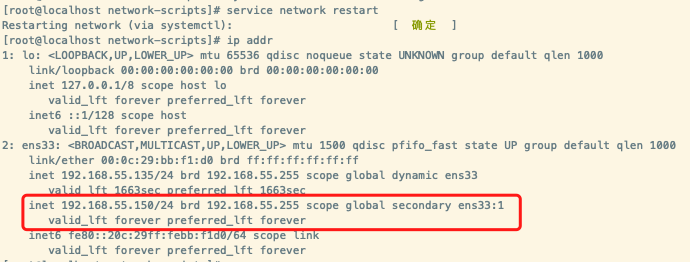 [root@localhost network-scripts]# service network restart
Restarting network (via systemctl): [ 确定 ]
[root@localhost network-scripts]# ip addr
1: lo: <LOOPBACK,UP,LOWER_UP> mtu 65536 qdisc noqueue state UNKNOWN group default qlen 1000
link/loopback 00:00:00:00:00:00 brd 00:00:00:00:00:00
inet 127.0.0.1/8 scope host lo
valid_lft forever preferred_lft forever
inet6 ::1/128 scope host
valid_lft forever preferred_lft forever
2: ens33: <BROADCAST,MULTICAST,UP,LOWER_UP> mtu 1500 qdisc pfifo_fast state UP group default qlen 1000
link/ether 00:0c:29:bb:f1:d0 brd ff:ff:ff:ff:ff:ff
inet 192.168.55.135/24 brd 192.168.55.255 scope global dynamic ens33
valid_lft 1663sec preferred_lft 1663sec
inet 192.168.55.150/24 brd 192.168.55.255 scope global secondary ens33:1
valid_lft forever preferred_lft forever
inet6 fe80::20c:29ff:febb:f1d0/64 scope link
valid_lft forever preferred_lft forever